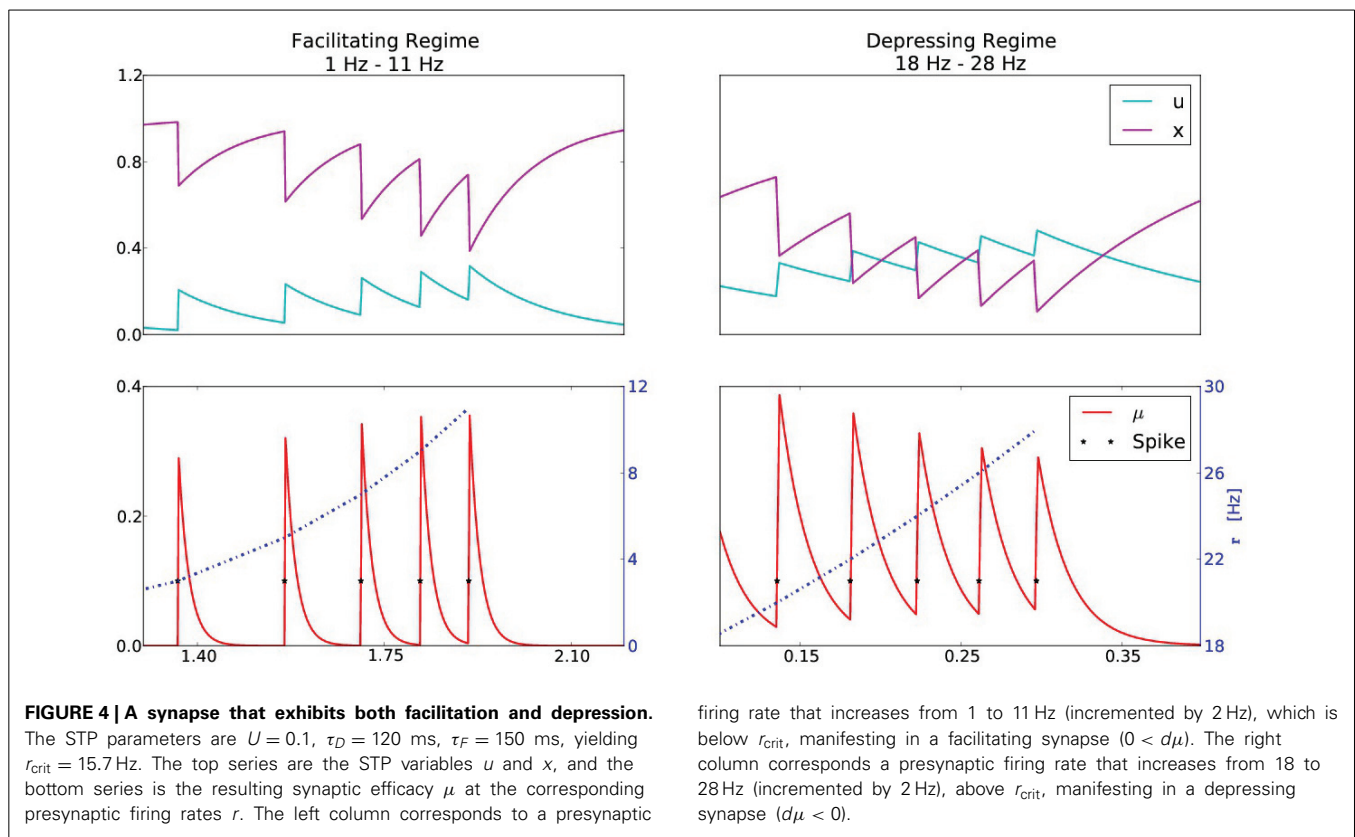 Facilitating Regime
1 Hz - 11 Hz
Depressing Regime
18 Hz - 28 Hz
1.2
0.8
0.4
0.0
u
x
0.4
0.2
0.0
12
8
4
0
1.40
1.75
2.10
μ
Spike
30
26
22
18
r [Hz]
0.15
0.25
0.35
FIGURE 4 | A synapse that exhibits both facilitation and depression.
The STP parameters are U = 0.1, τD = 120 ms, τF = 150 ms, yielding
rcrit = 15.7 Hz. The top series are the STP variables u and x, and the
bottom series is the resulting synaptic efficacy μ at the corresponding
presynaptic firing rates r. The left column corresponds to a presynaptic
firing rate that increases from 1 to 11 Hz (incremented by 2 Hz), which is
below rcrit, manifesting in a facilitating synapse (0 < dμ). The right
column corresponds a presynaptic firing rate that increases from 18 to
28 Hz (incremented by 2 Hz), above rcrit, manifesting in a depressing
synapse (dμ < 0).